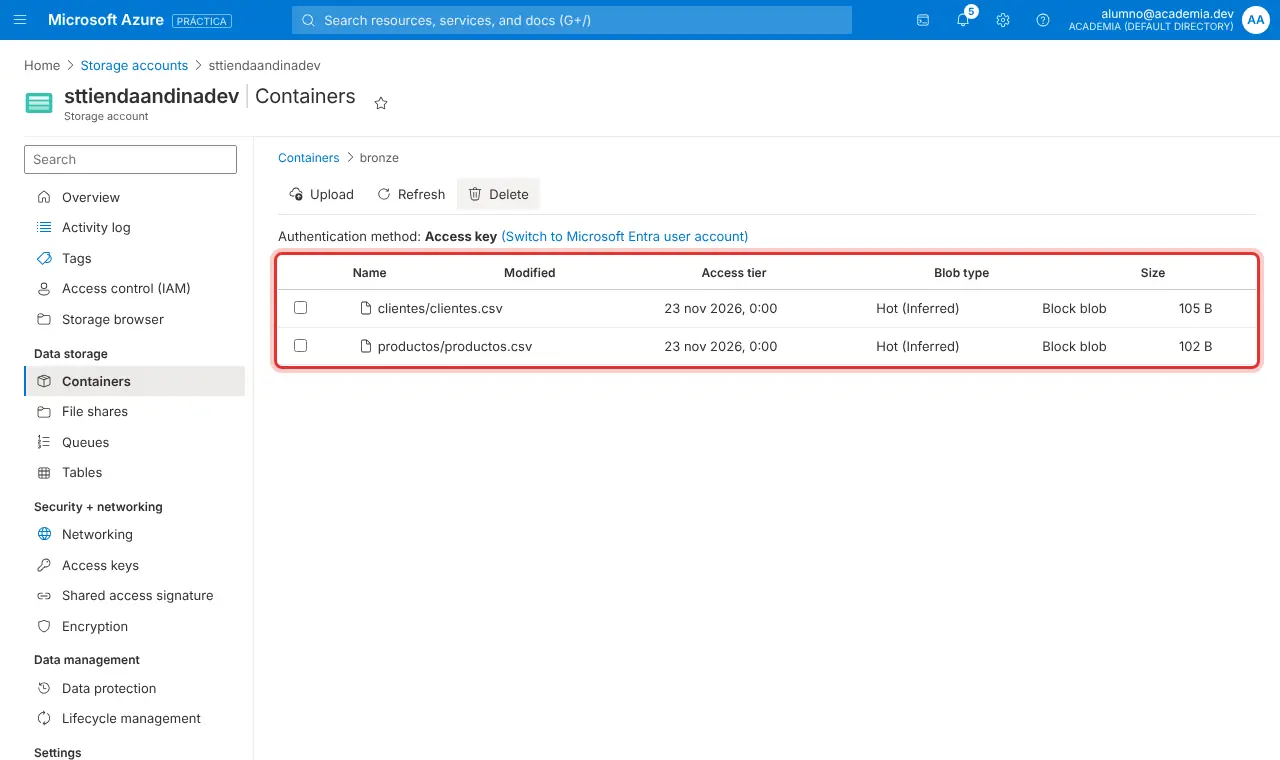 Microsoft Azure PRÁCTICA
Search resources, services, and docs (G+/)
5
alumno@academia.dev
ACADEMIA (DEFAULT DIRECTORY)
AA
Home > Storage accounts > sttiendaandinadev
sttiendaandinadev | Containers
Storage account
Search
Overview
Activity log
Tags
Access control (IAM)
Storage browser
Data storage
Containers
File shares
Queues
Tables
Security + networking
Networking
Access keys
Shared access signature
Encryption
Data management
Data protection
Lifecycle management
Settings
Containers > bronze
Upload Refresh Delete
Authentication method: Access key (Switch to Microsoft Entra user account)
Name Modified Access tier Blob type Size
clientes/clientes.csv 23 nov 2026, 0:00 Hot (Inferred) Block blob 105 B
productos/productos.csv 23 nov 2026, 0:00 Hot (Inferred) Block blob 102 B